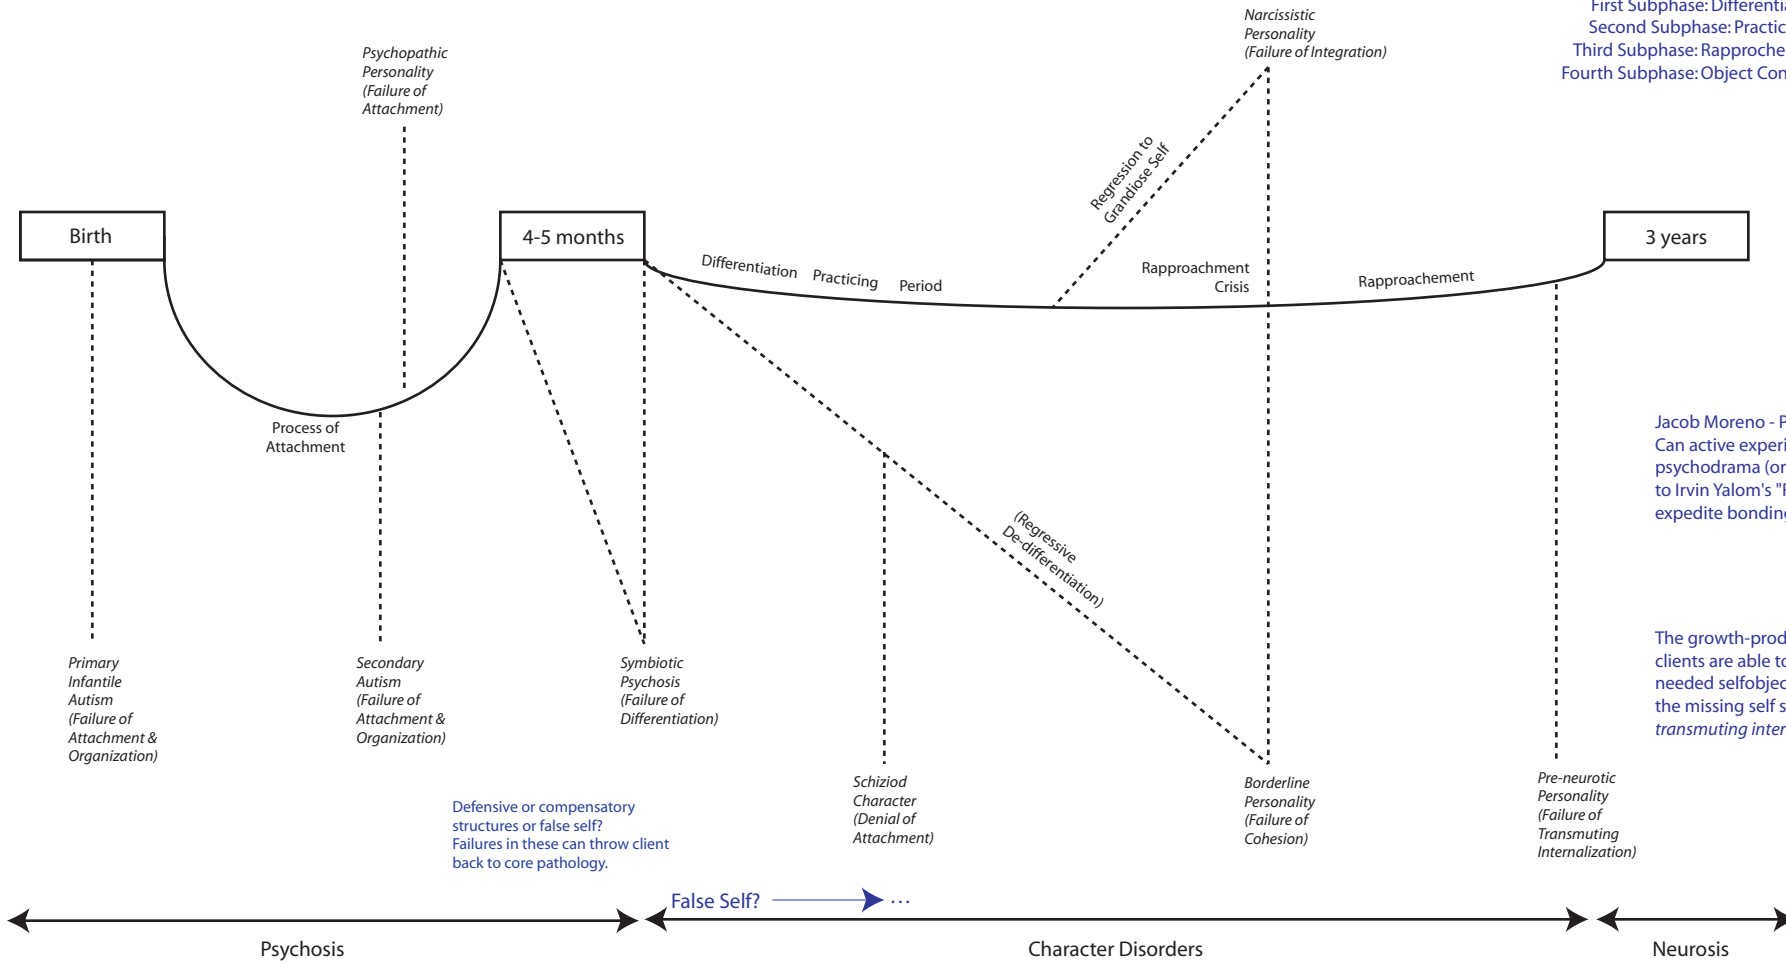 Narcissistic
Personality
(Failure of Integration)
First Subphase: Differentia
Second Subphase: Practic
Third Subphase: Rapproche
Fourth Subphase: Object Con
Psychopathic
Personality
(Failure of
Attachment)
Regression to
Grandiose Self
Birth
4-5 months
3 years
Differentiation
Practicing
Period
Rapproachment
Crisis
Rapproachement
Process of
Attachment
Jacob Moreno - P
Can active experi
psychodrama (or
to Irvin Yalom's "F
expedite bonding
(Regressive
De-differentiation)
The growth-prod
clients are able to
needed selfobjec
the missing self s
transmuting inter
Primary
Infantile
Autism
(Failure of
Attachment &
Organization)
Secondary
Autism
(Failure of
Attachment &
Organization)
Symbiotic
Psychosis
(Failure of
Differentiation)
Schiziod
Character
(Denial of
Attachment)
Borderline
Personality
(Failure of
Cohesion)
Pre-neurotic
Personality
(Failure of
Transmuting
Internalization)
Defensive or compensatory
structures or false self?
Failures in these can throw client
back to core pathology.
False Self?
...
Psychosis
Character Disorders
Neurosis